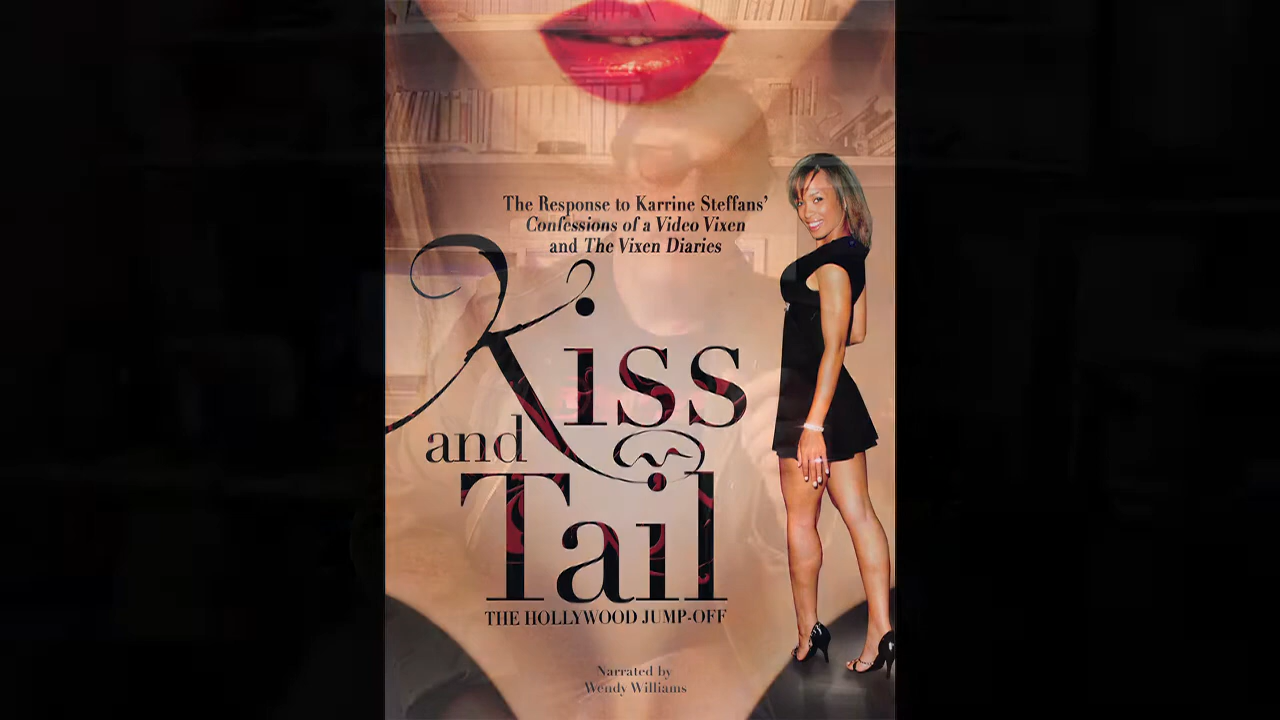 The Response to Karrine Steffans'
Confessions of a Video Vixen
and The Vixen Diaries
Kiss
and
Tail
THE HOLLYWOOD JUMP-OFF
Narrated by
Wendy Williams